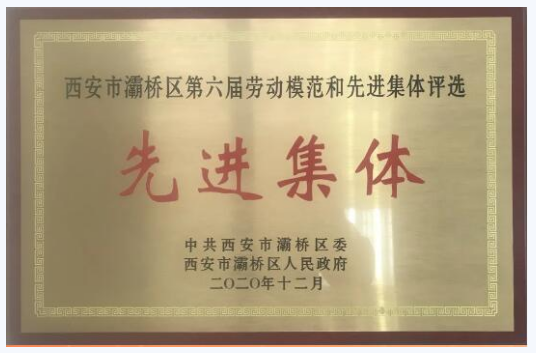 西安市灞桥区第六届劳动模范和先进集体评选
先进集体
中共西安市灞桥区委
西安市灞桥区人民政府
二〇二〇年十二月